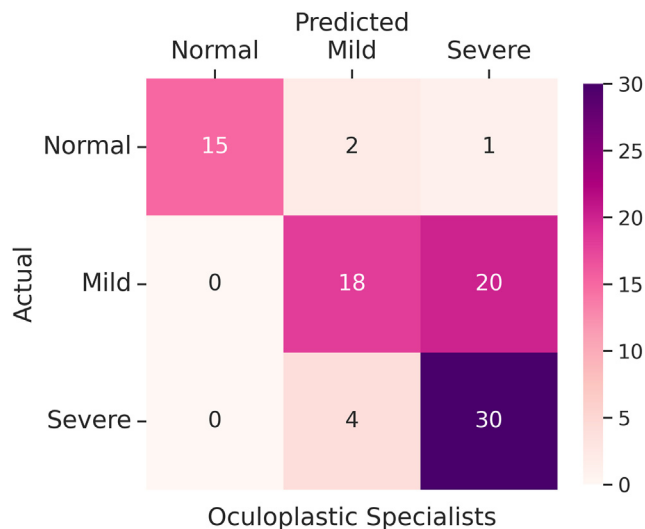 Predicted
Normal Mild Severe
Normal 15 2 1 30
25
20
Actual Mild 0 18 20 15
10
Severe 0 4 30 5
0
Oculoplastic Specialists